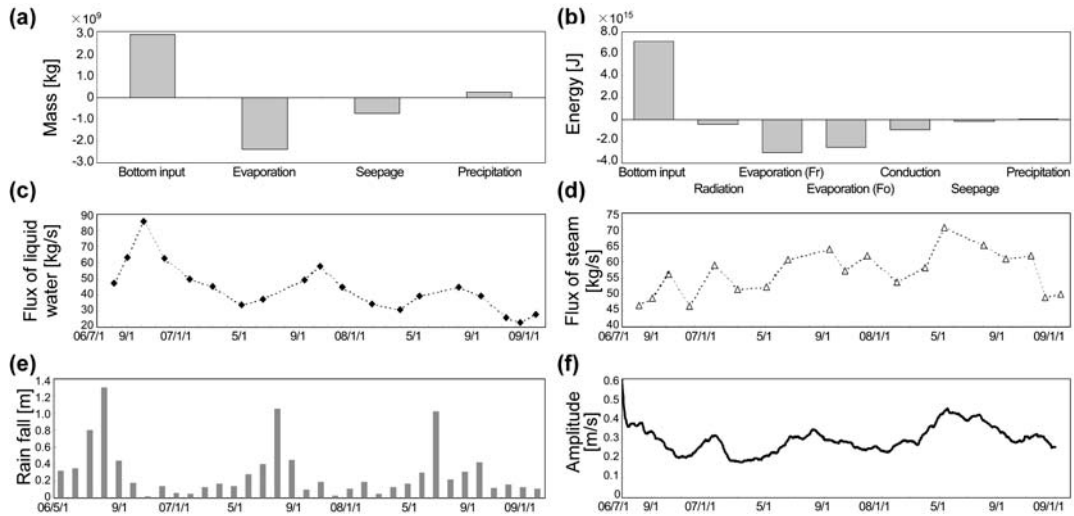 (a)
× 10⁹
Mass [kg]
3.0
2.0
1.0
0
-1.0
-2.0
-3.0
Bottom input Evaporation Seepage Precipitation
(b)
× 10¹⁵
Energy [J]
8.0
6.0
4.0
2.0
0
-2.0
-4.0
Bottom input Evaporation (Fr) Conduction Precipitation
Radiation Evaporation (Fo) Seepage
(c)
Flux of liquid
water [kg/s]
90
80
70
60
50
40
30
20
06/7/1 9/1 07/1/1 5/1 9/1 08/1/1 5/1 9/1 09/1/1
(d)
Flux of steam
[kg/s]
75
70
65
60
55
50
45
40
06/7/1 9/1 07/1/1 5/1 9/1 08/1/1 5/1 9/1 09/1/1
(e)
Rain fall [m]
1.4
1.2
1.0
0.8
0.6
0.4
0.2
0
06/5/1 9/1 07/1/1 5/1 9/1 08/1/1 5/1 9/1 09/1/1
(f)
Amplitude
[m/s]
0.6
0.5
0.4
0.3
0.2
0.1
0
06/7/1 9/1 07/1/1 5/1 9/1 08/1/1 5/1 9/1 09/1/1